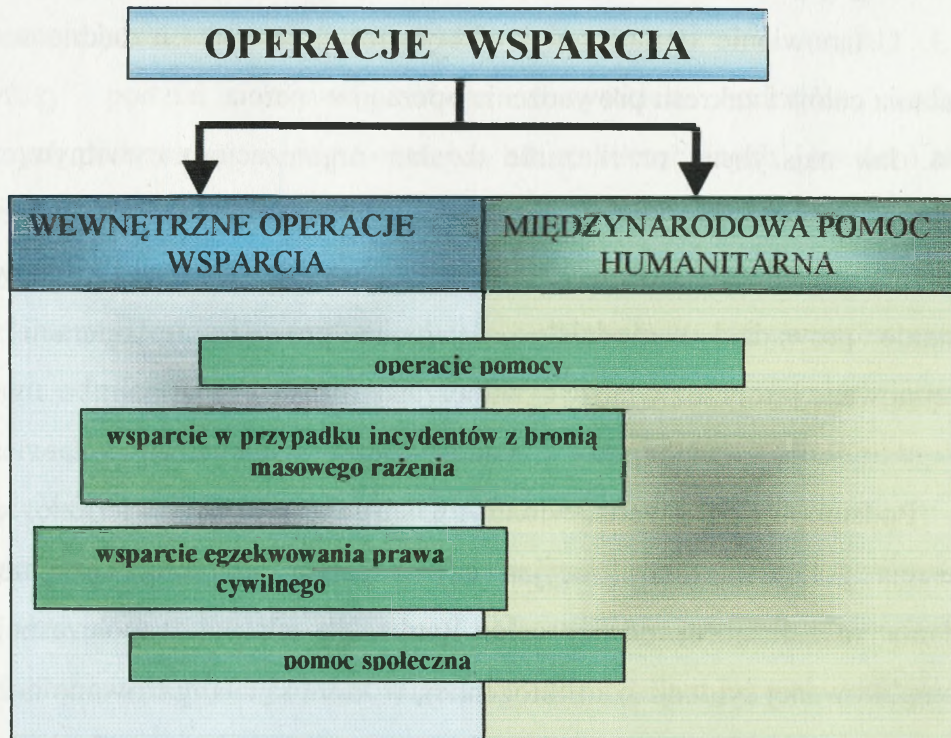 OPERACJE WSPARCIA
WEWNĘTRZNE OPERACJE
WSPARCIA
MIĘDZYNARODOWA POMOC
HUMANITARNA
operacje pomocy
wsparcie w przypadku incydentów z bronią
masowego rażenia
wsparcie egzekwowania prawa
cywilnego
pomoc społeczna